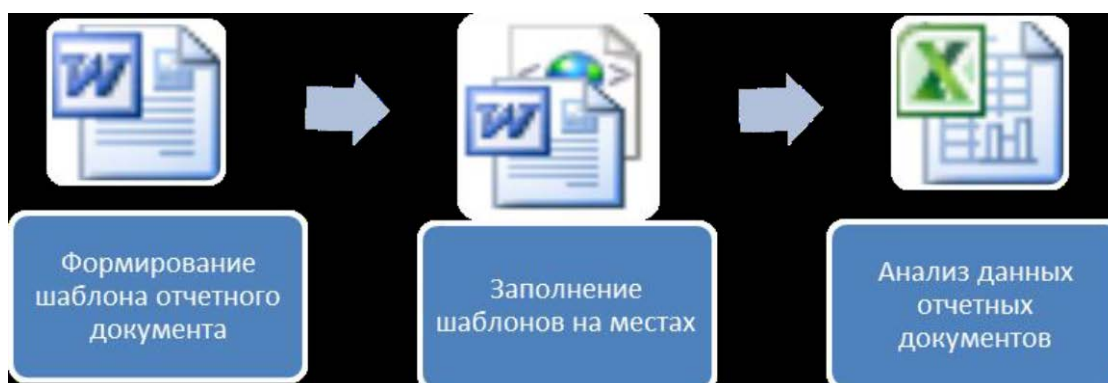 Формирование
шаблона отчетного
документа
Заполнение
шаблонов на местах
Анализ данных
отчетных
документов